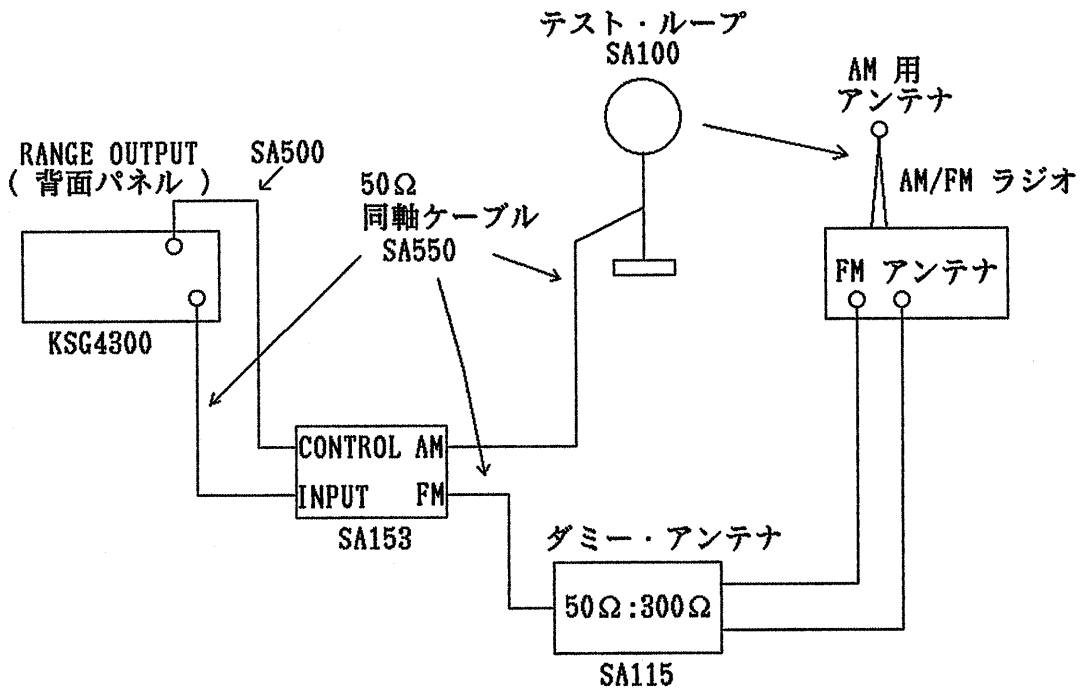 テスト・ループ
SA100
AM 用
アンテナ
RANGE OUTPUT
( 背面パネル )
SA500
50Ω
同軸ケーブル
SA550
AM/FM ラジオ
FM アンテナ
KSG4300
CONTROL AM
INPUT FM
SA153
ダミー・アンテナ
50Ω:300Ω
SA115